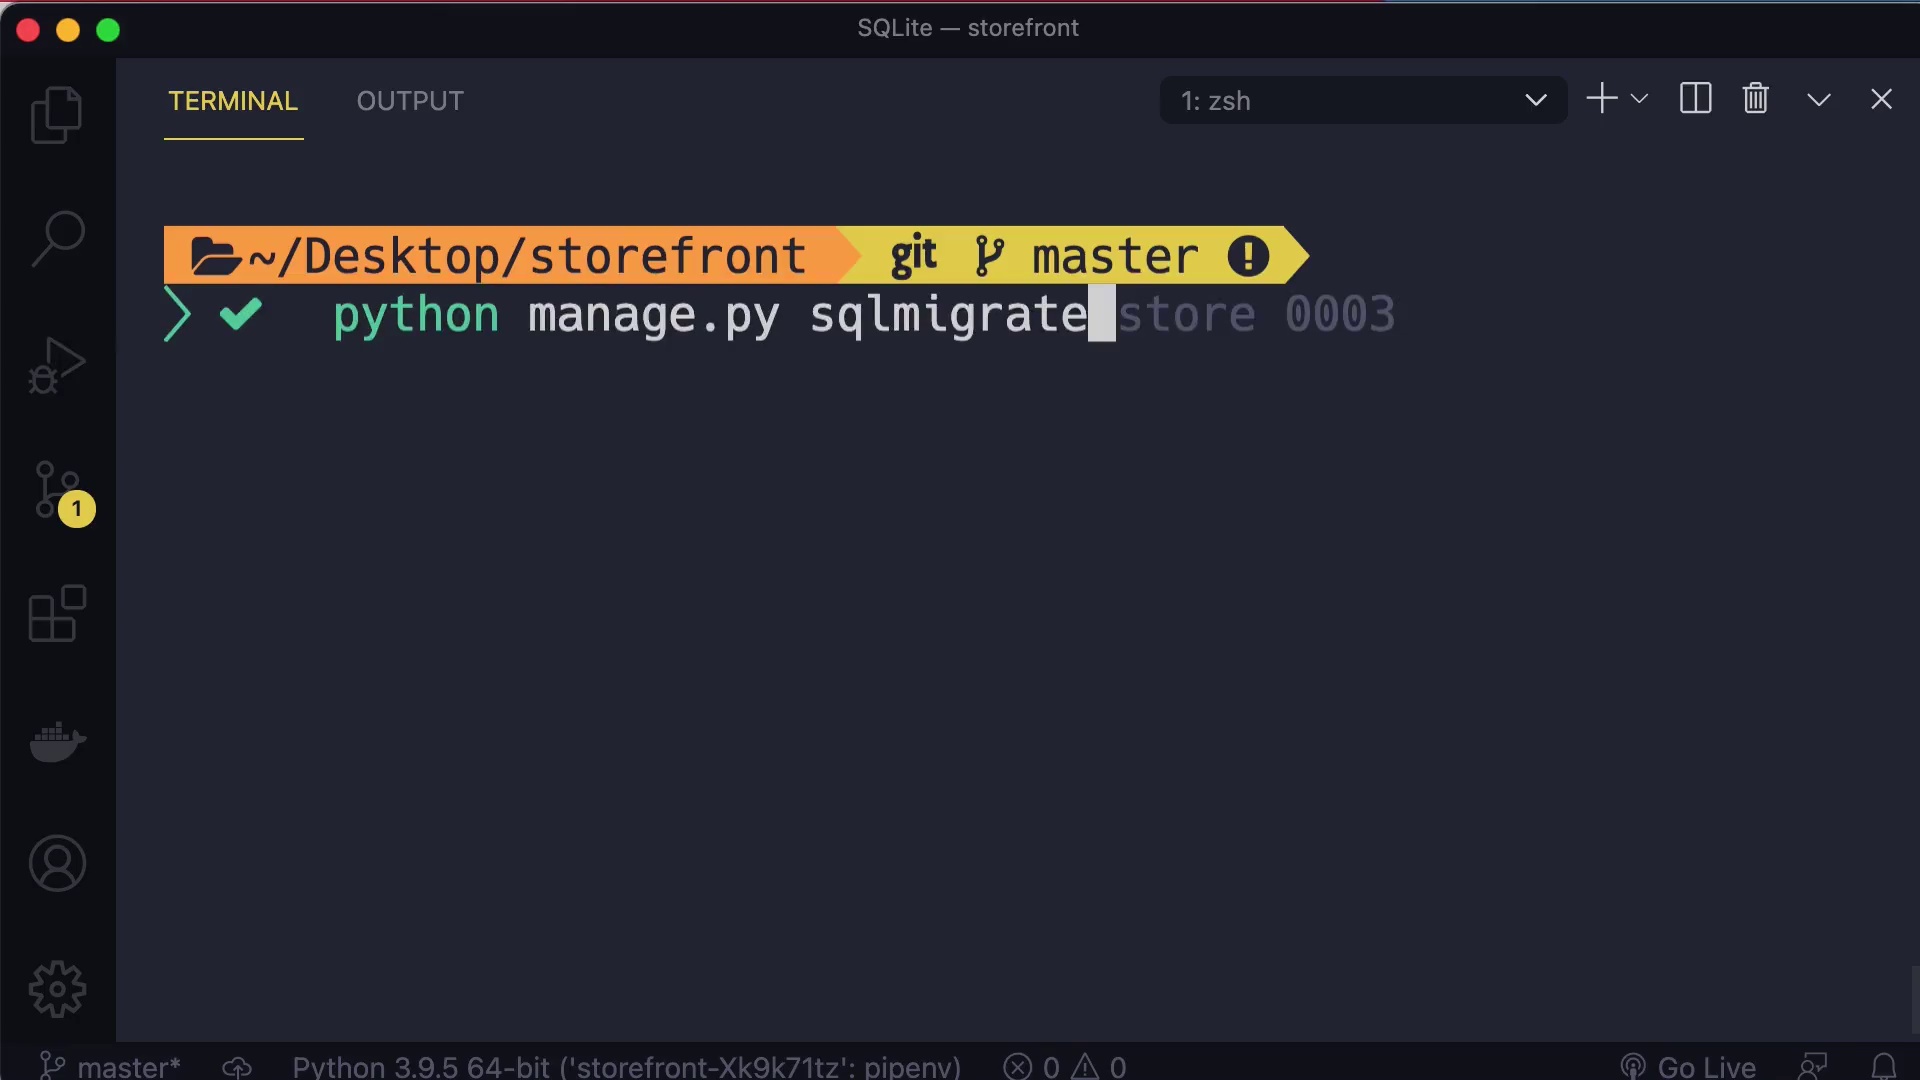 SQLite — storefront
TERMINAL OUTPUT 1: zsh
~/Desktop/storefront git master !
python manage.py sqlmigrate store 0003
1
master* Python 3.9.5 64-bit ('storefront-Xk9k71tz': pipenv) 0 0 Go Live